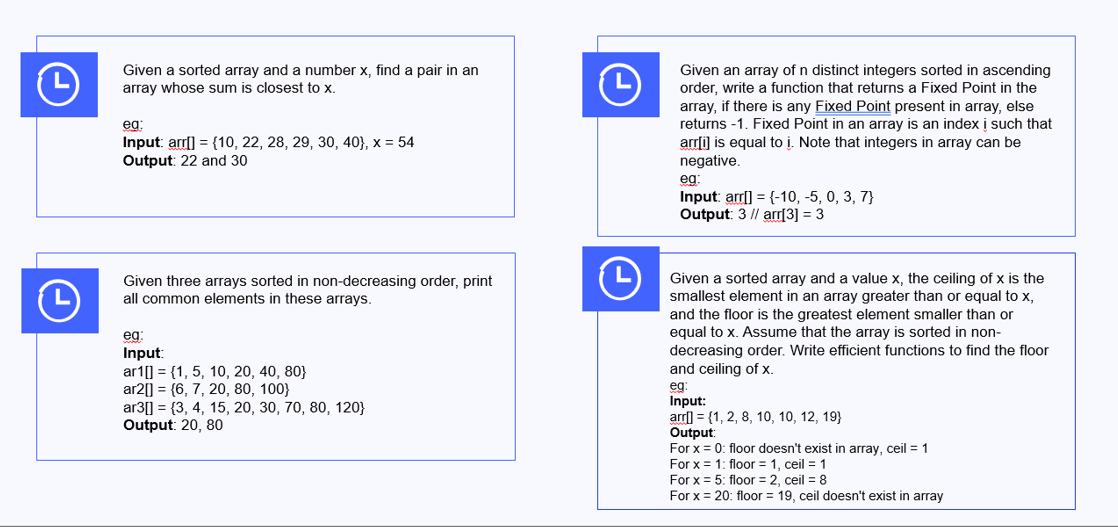 Given a sorted array and a number x, find a pair in an
array whose sum is closest to x.
eg:
Input: arr[] = {10, 22, 28, 29, 30, 40}, x = 54
Output: 22 and 30
Given an array of n distinct integers sorted in ascending
order, write a function that returns a Fixed Point in the
array, if there is any Fixed Point present in array, else
returns -1. Fixed Point in an array is an index i such that
arr[i] is equal to i. Note that integers in array can be
negative.
eg:
Input: arr[] = {-10, -5, 0, 3, 7}
Output: 3 // arr[3] = 3
Given three arrays sorted in non-decreasing order, print
all common elements in these arrays.
eg:
Input:
ar1[] = {1, 5, 10, 20, 40, 80}
ar2[] = {6, 7, 20, 80, 100}
ar3[] = {3, 4, 15, 20, 30, 70, 80, 120}
Output: 20, 80
Given a sorted array and a value x, the ceiling of x is the
smallest element in an array greater than or equal to x,
and the floor is the greatest element smaller than or
equal to x. Assume that the array is sorted in non-
decreasing order. Write efficient functions to find the floor
and ceiling of x.
eg:
Input:
arr[] = {1, 2, 8, 10, 10, 12, 19}
Output:
For x = 0: floor doesn't exist in array, ceil = 1
For x = 1: floor = 1, ceil = 1
For x = 5: floor = 2, ceil = 8
For x = 20: floor = 19, ceil doesn't exist in array